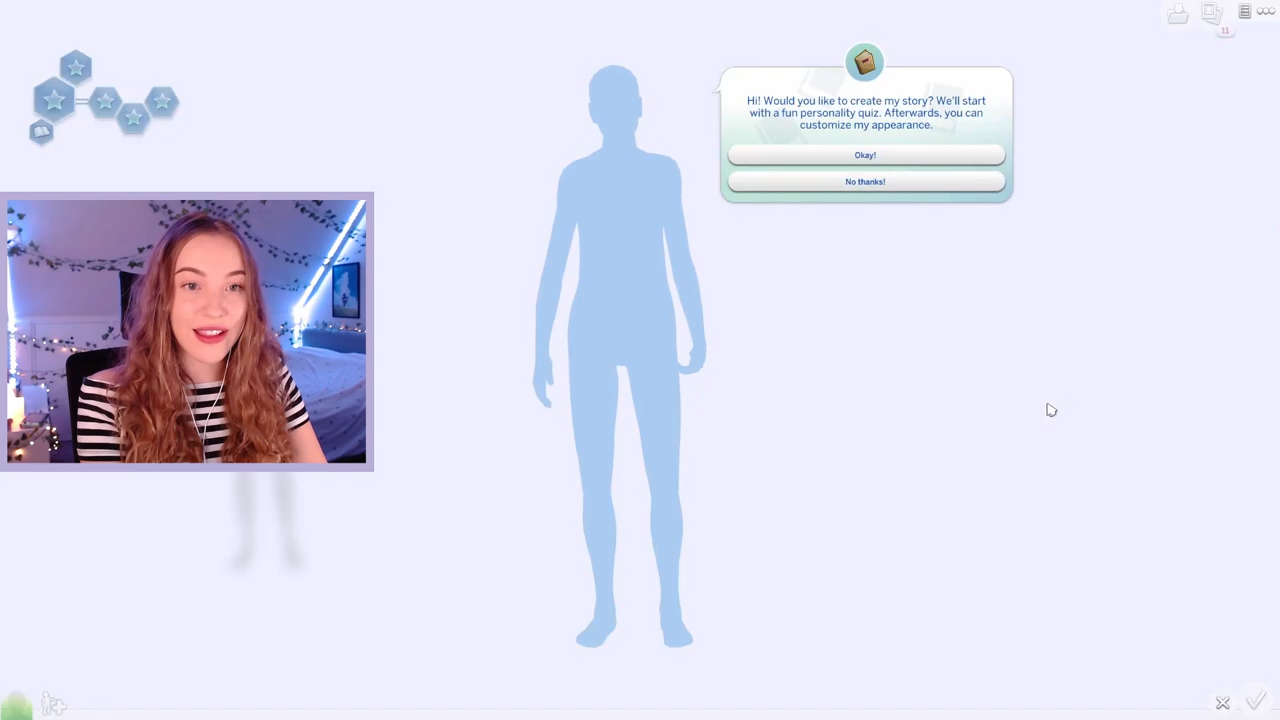 11
Hi! Would you like to create my story? We'll start
with a fun personality quiz. Afterwards, you can
customize my appearance.
Okay!
No thanks!